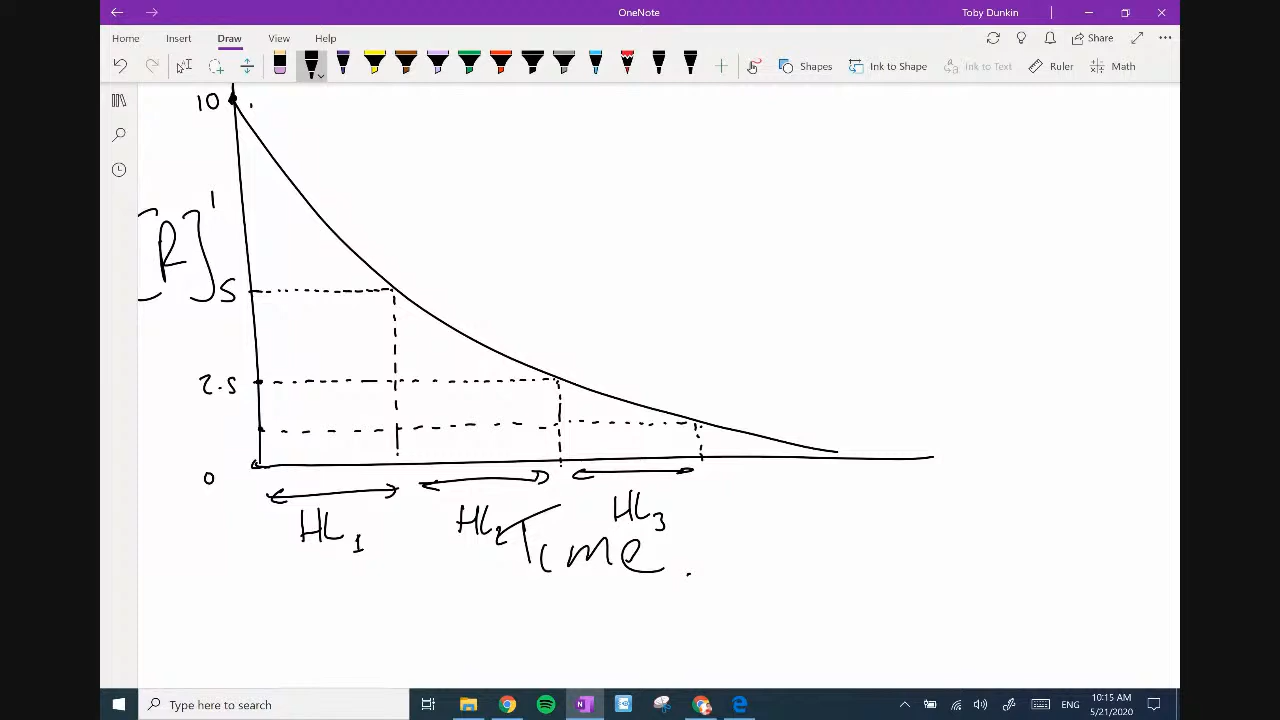 OneNote
Toby Dunkin
Home Insert Draw View Help
Share
Shapes
Ink to Shape
Ink to Text
Ruler
Math
10
[R]
5
2.5
0
HL1
HL2
HL3
Time.
Type here to search
ENG
10:15 AM
5/21/2020